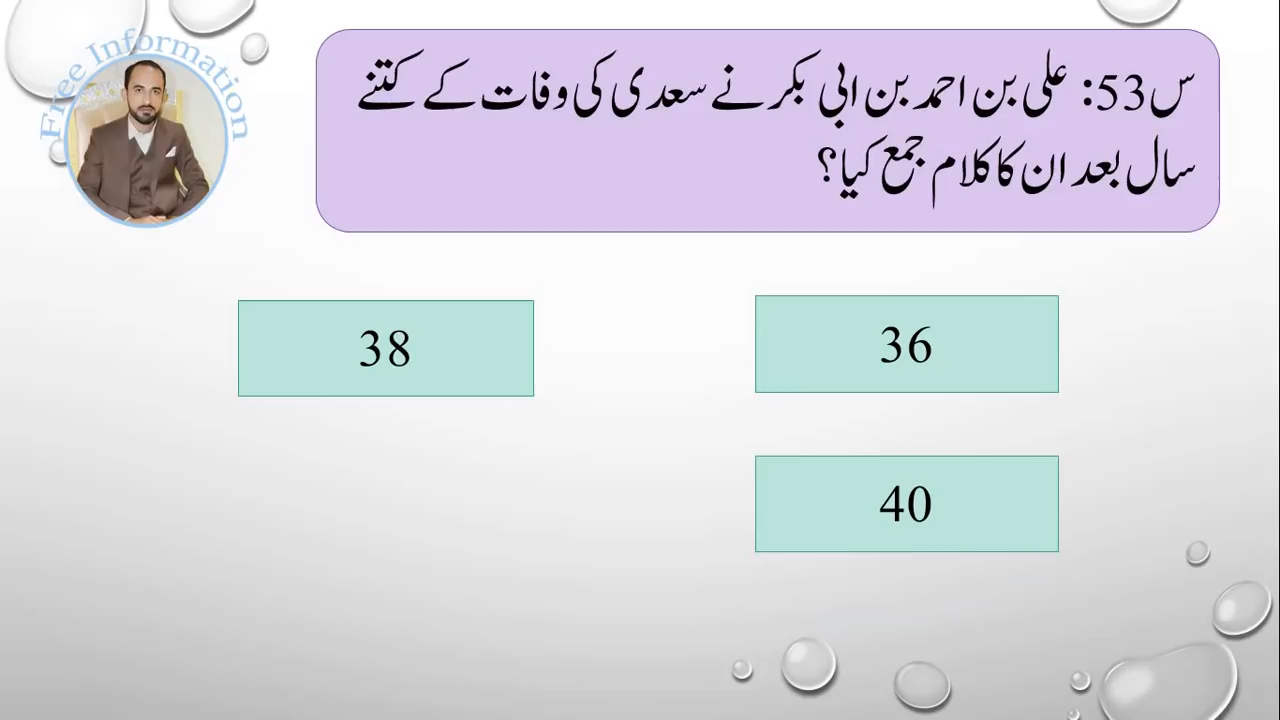 Free Information
س53: علی بن احمد بن ابی بکر نے سعدی کی وفات کے کتنے
سال بعد ان کا کلام جمع کیا؟
36
38
40